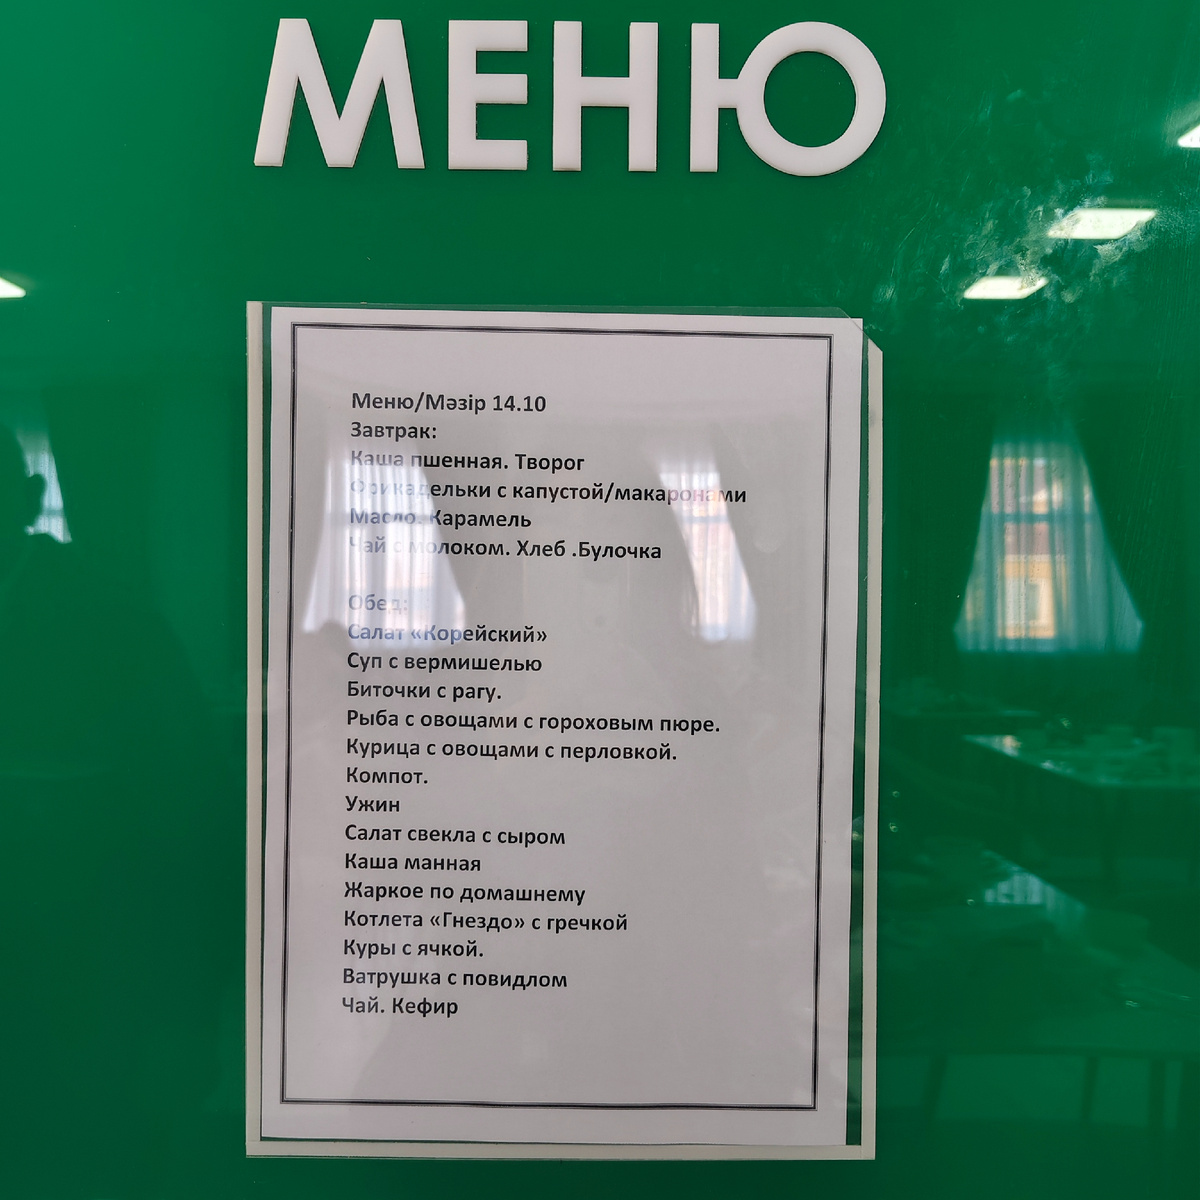 МЕНЮ
Меню/Мәзір 14.10
Завтрак:
Каша пшенная. Творог
Фрикадельки с капустой/макаронами
Масло. Карамель
Чай с молоком. Хлеб .Булочка
Обед:
Салат «Корейский»
Суп с вермишелью
Биточки с рагу.
Рыба с овощами с гороховым пюре.
Курица с овощами с перловкой.
Компот.
Ужин
Салат свекла с сыром
Каша манная
Жаркое по домашнему
Котлета «Гнездо» с гречкой
Куры с ячкой.
Ватрушка с повидлом
Чай. Кефир